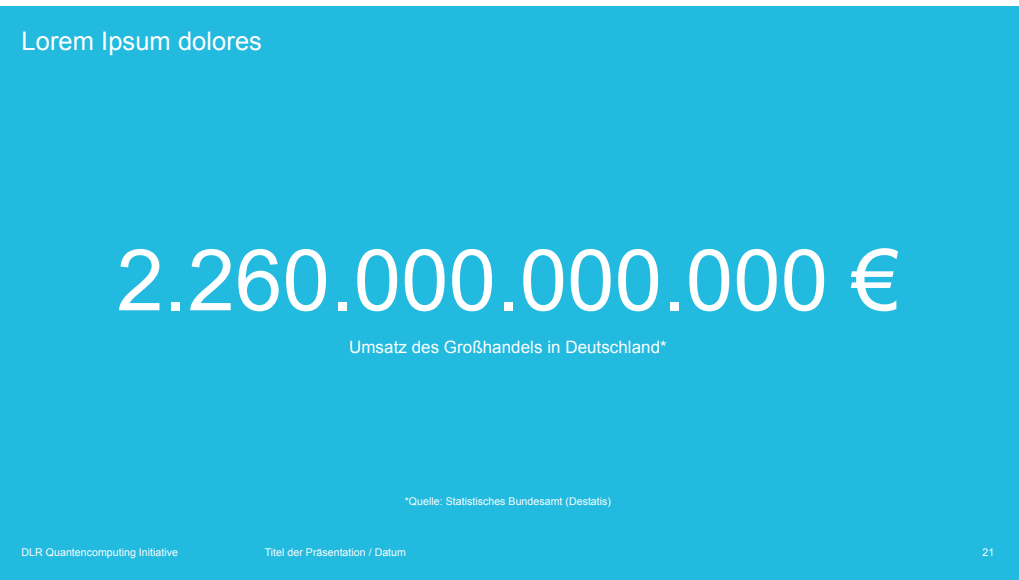 Lorem Ipsum dolores
2.260.000.000.000 €
Umsatz des Großhandels in Deutschland*
*Quelle: Statistisches Bundesamt (Destatis)
DLR Quantencomputing Initiative
Titel der Präsentation / Datum
21